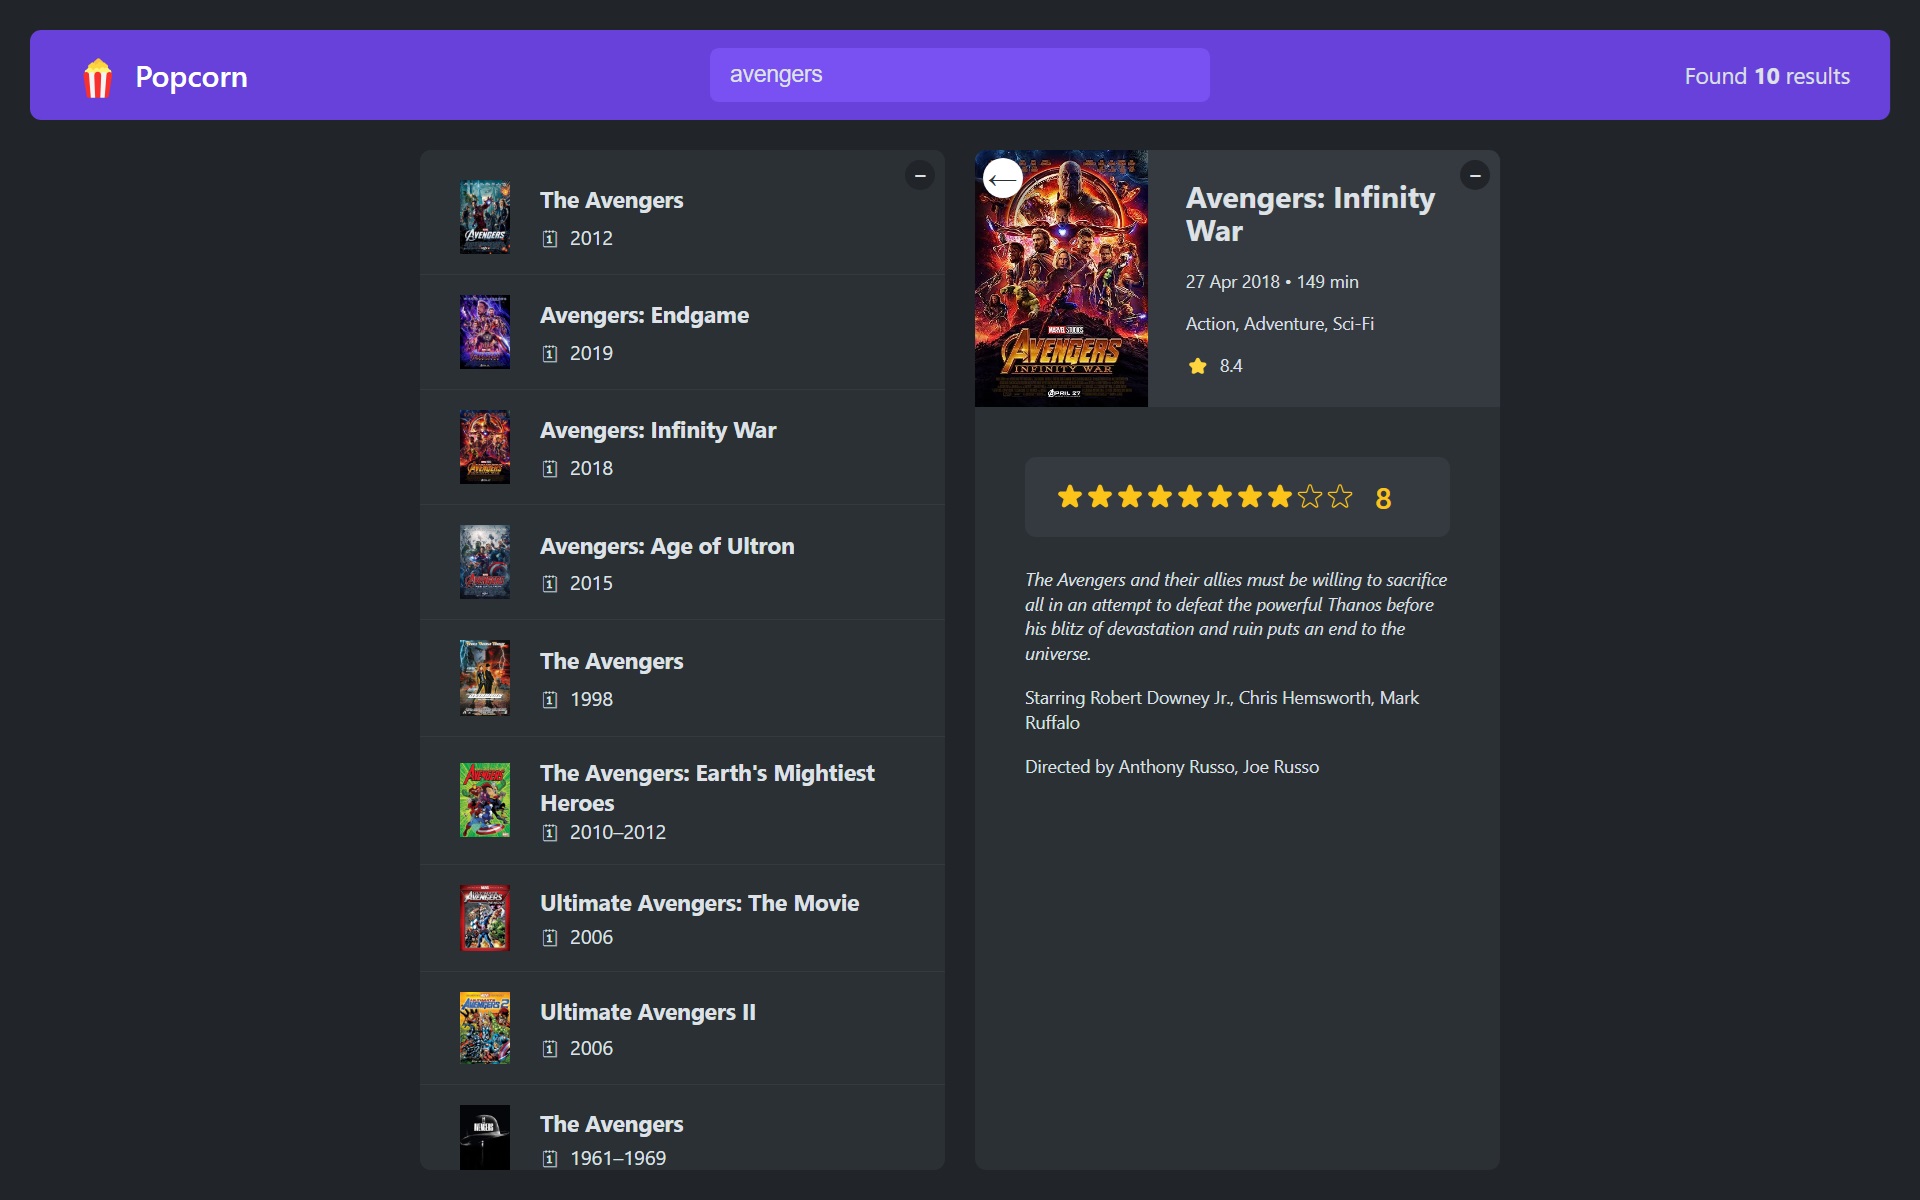 Popcorn
avengers
Found 10 results
The Avengers
2012
Avengers: Endgame
2019
Avengers: Infinity War
2018
Avengers: Age of Ultron
2015
The Avengers
1998
The Avengers: Earth's Mightiest
Heroes
2010–2012
Ultimate Avengers: The Movie
2006
Ultimate Avengers II
2006
The Avengers
1961–1969
MARVEL STUDIOS
AVENGERS
INFINITY WAR
APRIL 27
Avengers: Infinity
War
27 Apr 2018 • 149 min
Action, Adventure, Sci-Fi
8.4
8
The Avengers and their allies must be willing to sacrifice
all in an attempt to defeat the powerful Thanos before
his blitz of devastation and ruin puts an end to the
universe.
Starring Robert Downey Jr., Chris Hemsworth, Mark
Ruffalo
Directed by Anthony Russo, Joe Russo